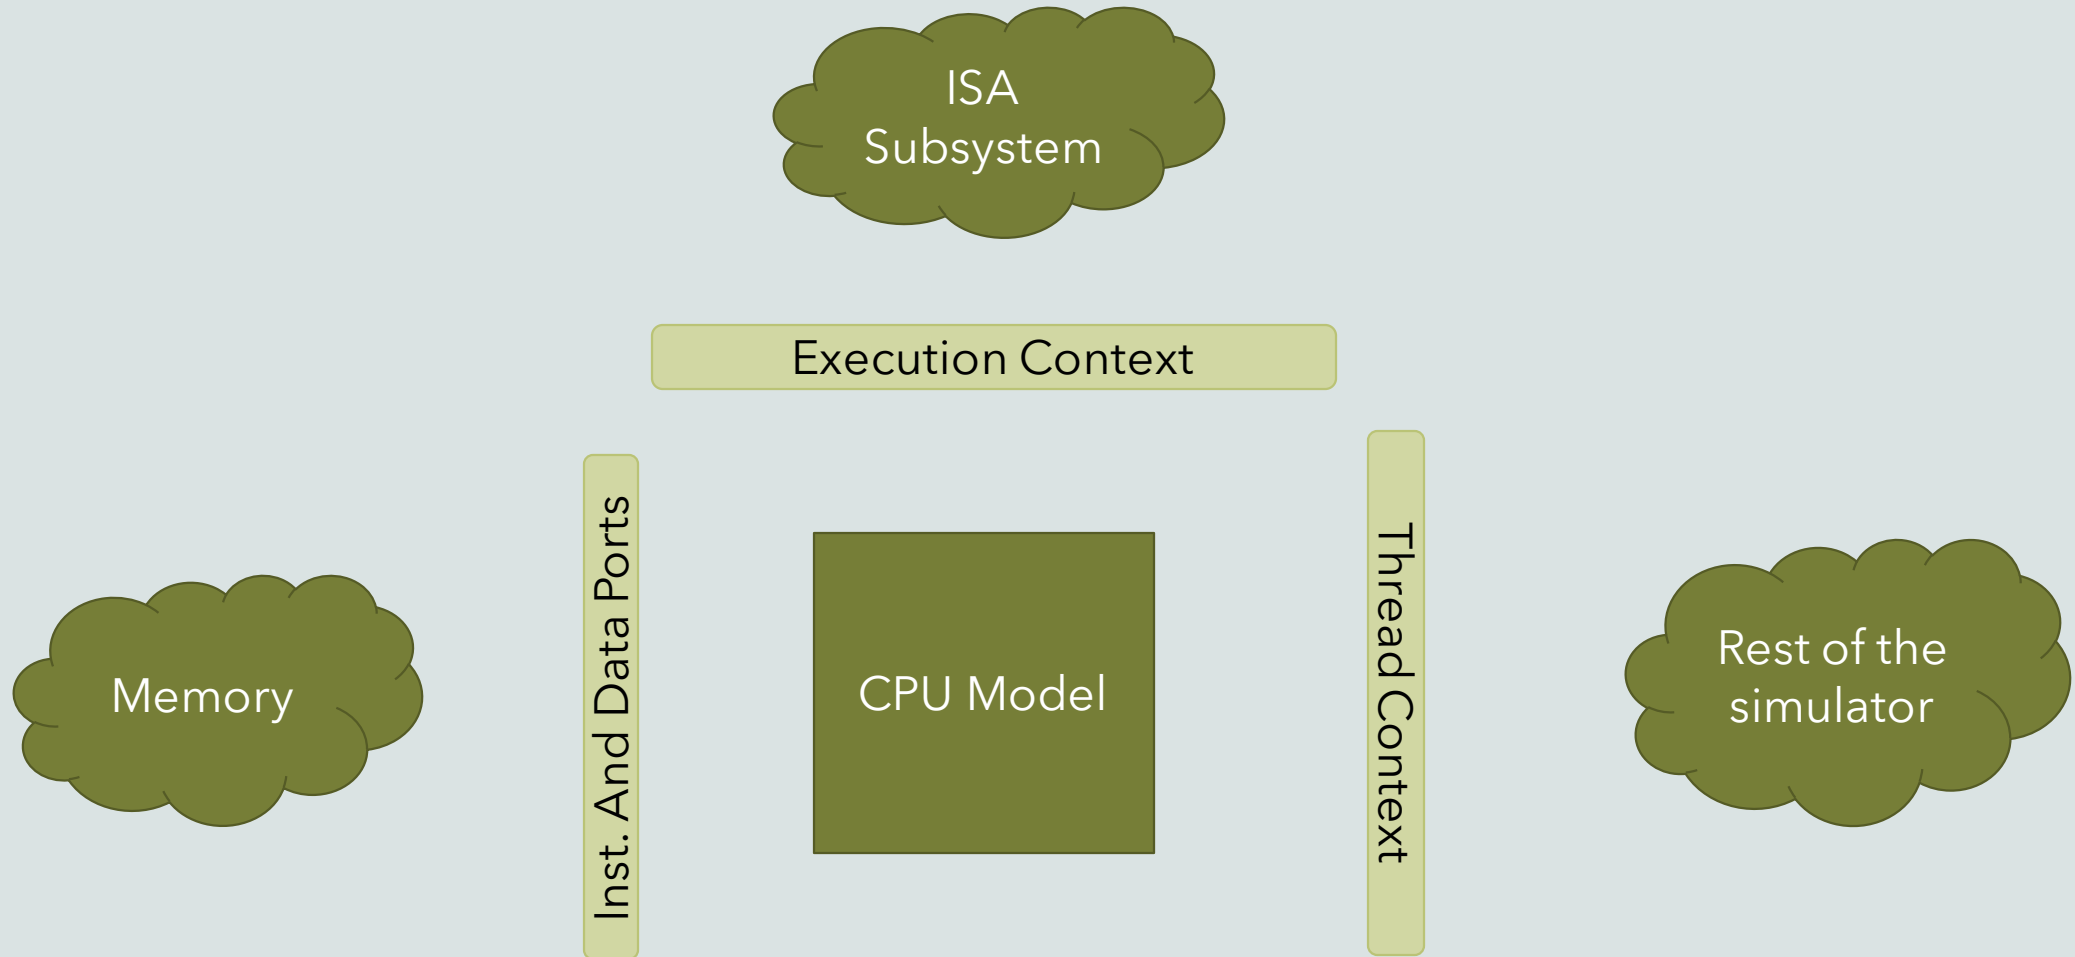 ISA
Subsystem
Execution Context
Inst. And Data Ports
Thread Context
Memory
CPU Model
Rest of the
simulator